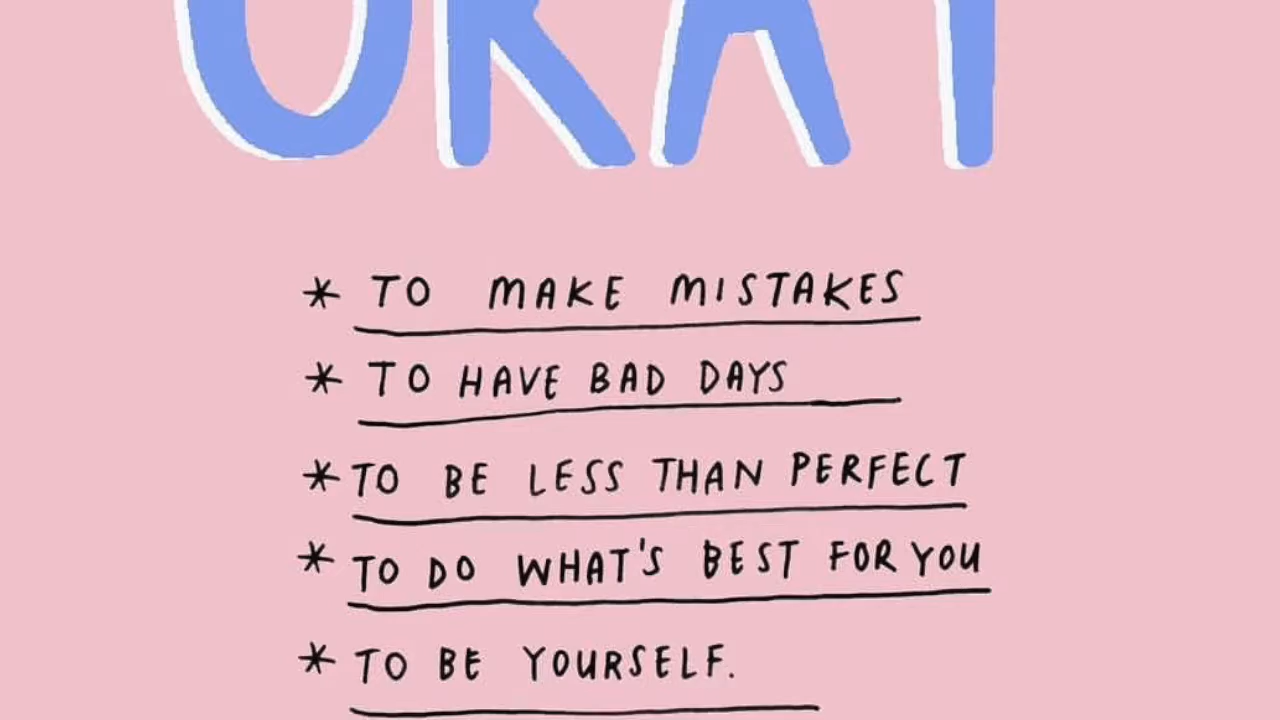 OKAY
* TO MAKE MISTAKES
* TO HAVE BAD DAYS
* TO BE LESS THAN PERFECT
* TO DO WHAT'S BEST FOR YOU
* TO BE YOURSELF.